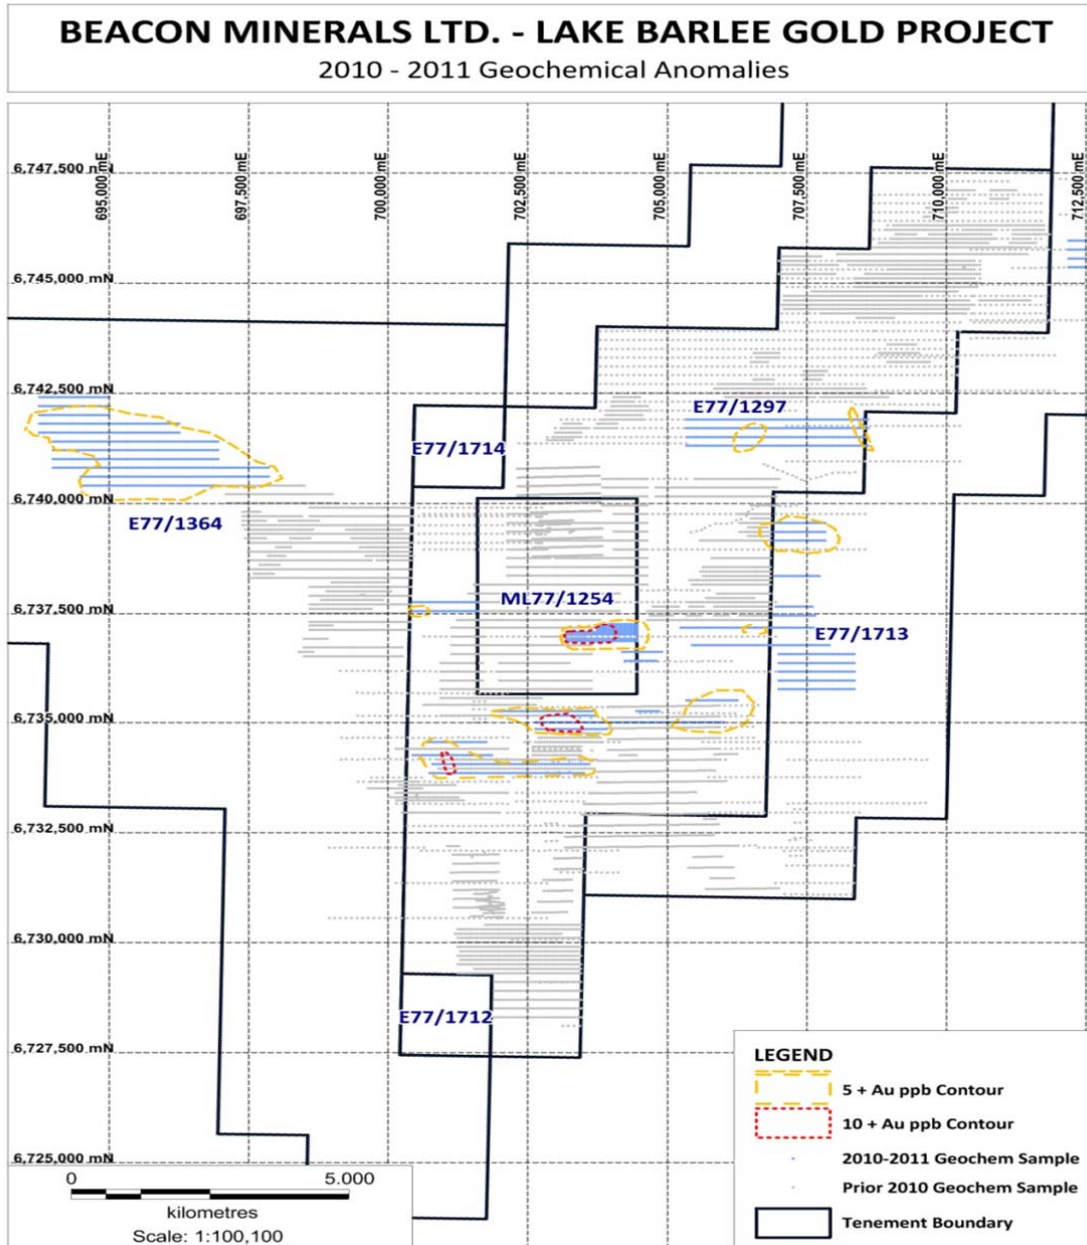 BEACON MINERALS LTD. - LAKE BARLEE GOLD PROJECT
2010 - 2011 Geochemical Anomalies
695,000 mE
697,500 mE
700,000 mE
702,500 mE
705,000 mE
707,500 mE
710,000 mE
712,500 mE
6,747.500 mN
6,745,000 mN
6,742,500 mN
E77/1297
E77/1714
6,740,000 mN
E77/1364
ML77/1254
6,737.500 mN
E77/1713
6,735,000 mN
6,732,500 mN
6,730,000 mN
E77/1712
6,727,500 mN
6,725,000 mN
LEGEND
5 + Au ppb Contour
10 + Au ppb Contour
2010-2011 Geochem Sample
Prior 2010 Geochem Sample
Tenement Boundary
0 5.000
kilometres
Scale: 1:100,100